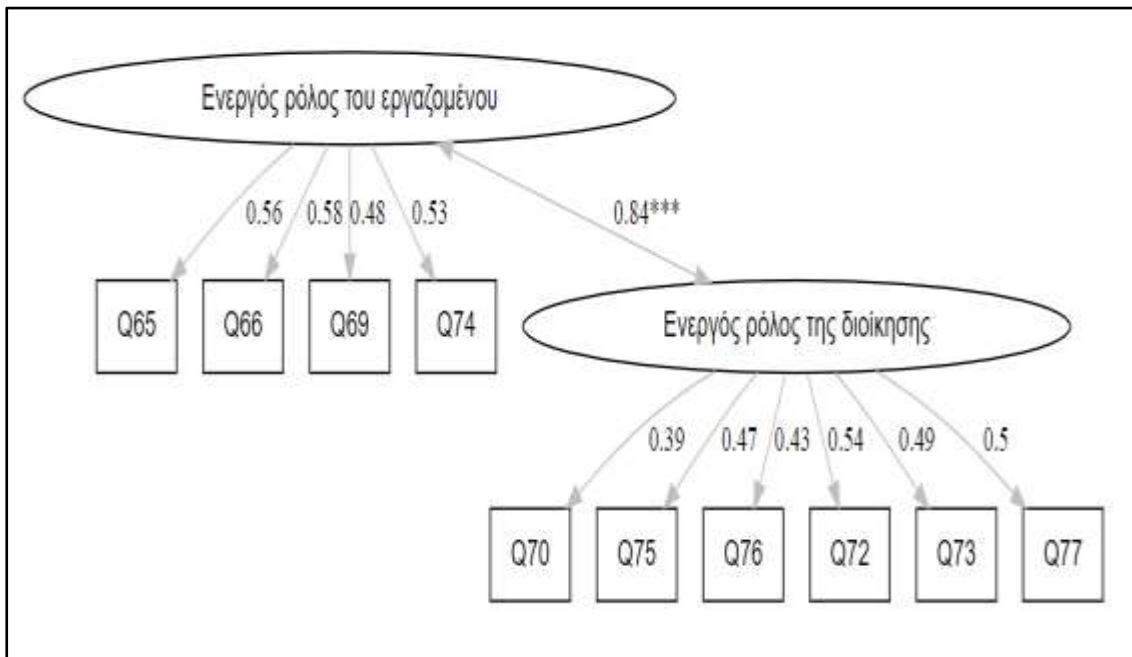 Ενεργός ρόλος του εργαζομένου
0.56 0.58 0.48 0.53 0.84***
Q65 Q66 Q69 Q74
Ενεργός ρόλος της διοίκησης
0.39 0.47 0.43 0.54 0.49 0.5
Q70 Q75 Q76 Q72 Q73 Q77